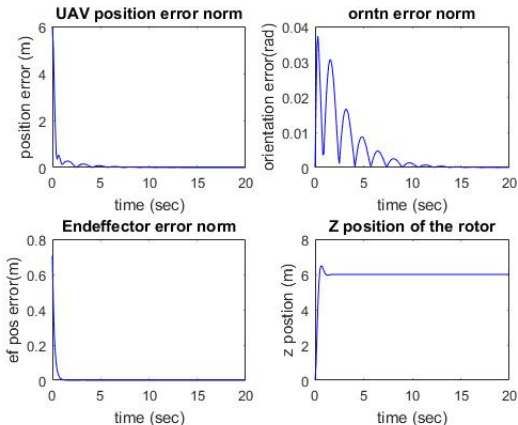 UAV position error norm
position error (m)
6
4
2
0
0 5 10 15 20
time (sec)
orntn error norm
orientation error(rad)
0.04
0.03
0.02
0.01
0
0 5 10 15 20
time (sec)
Endeffector error norm
ef pos error(m)
0.8
0.6
0.4
0.2
0
0 5 10 15 20
time (sec)
Z position of the rotor
z postion (m)
8
6
4
2
0
0 5 10 15 20
time (sec)